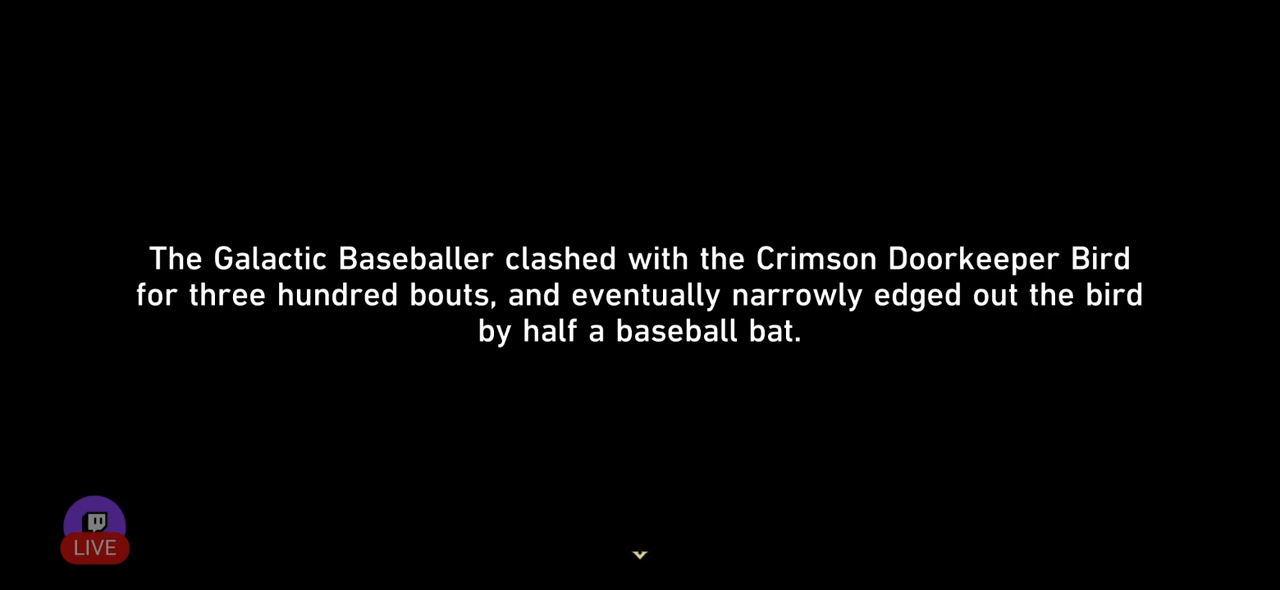 The Galactic Baseballer clashed with the Crimson Doorkeeper Bird
for three hundred bouts, and eventually narrowly edged out the bird
by half a baseball bat.
LIVE